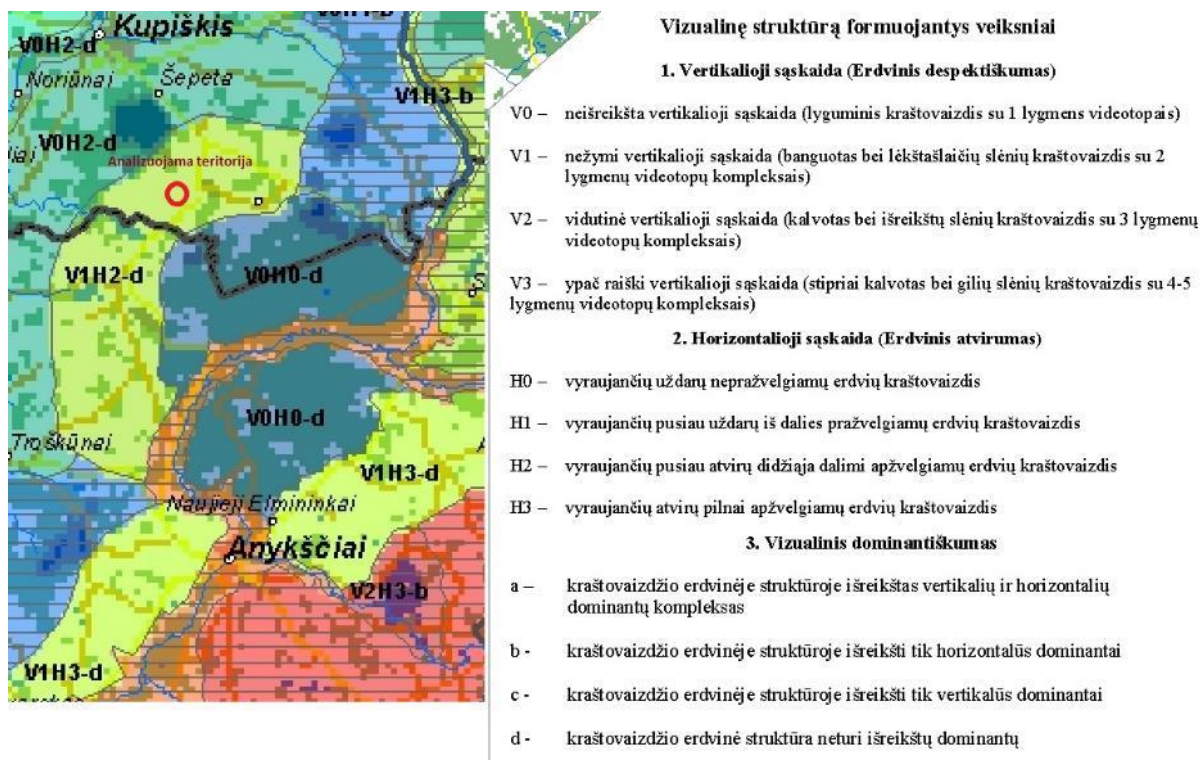 Kupiškis
V0H2-d
Noriūnai
Šepeta
V1H3-b
V0H2-d
Analizuojama teritorija
V1H2-d
V0H0-d
V0H0-d
Troškūnai
V1H3-d
Naujieji Elmininkai
Anykščiai
V2H3-b
V1H3-d
Vizualinę struktūrą formuojantys veiksniai
1. Vertikalioji sąskaida (Erdvinis despektiškumas)
V0 – neišreikšta vertikalioji sąskaida (lyguminis kraštovaizdis su 1 lygmens videotopais)
V1 – nežymi vertikalioji sąskaida (banguotas bei lėkštašlaičių slėnių kraštovaizdis su 2
lygmenų videotopų kompleksais)
V2 – vidutinė vertikalioji sąskaida (kalvotas bei išreikštų slėnių kraštovaizdis su 3 lygmenų
videotopų kompleksais)
V3 – ypač raiški vertikalioji sąskaida (stipriai kalvotas bei gilių slėnių kraštovaizdis su 4-5
lygmenų videotopų kompleksais)
2. Horizontalioji sąskaida (Erdvinis atvirumas)
H0 – vyraujančių uždarų nepražvelgiamų erdvių kraštovaizdis
H1 – vyraujančių pusiau uždarų iš dalies pražvelgiamų erdvių kraštovaizdis
H2 – vyraujančių pusiau atvirų didžiąja dalimi apžvelgiamų erdvių kraštovaizdis
H3 – vyraujančių atvirų pilnai apžvelgiamų erdvių kraštovaizdis
3. Vizualinis dominantiškumas
a – kraštovaizdžio erdvinėje struktūroje išreikštas vertikalių ir horizontalių
dominantų kompleksas
b - kraštovaizdžio erdvinėje struktūroje išreikšti tik horizontalūs dominantai
c - kraštovaizdžio erdvinėje struktūroje išreikšti tik vertikalūs dominantai
d - kraštovaizdžio erdvinė struktūra neturi išreikštų dominantų